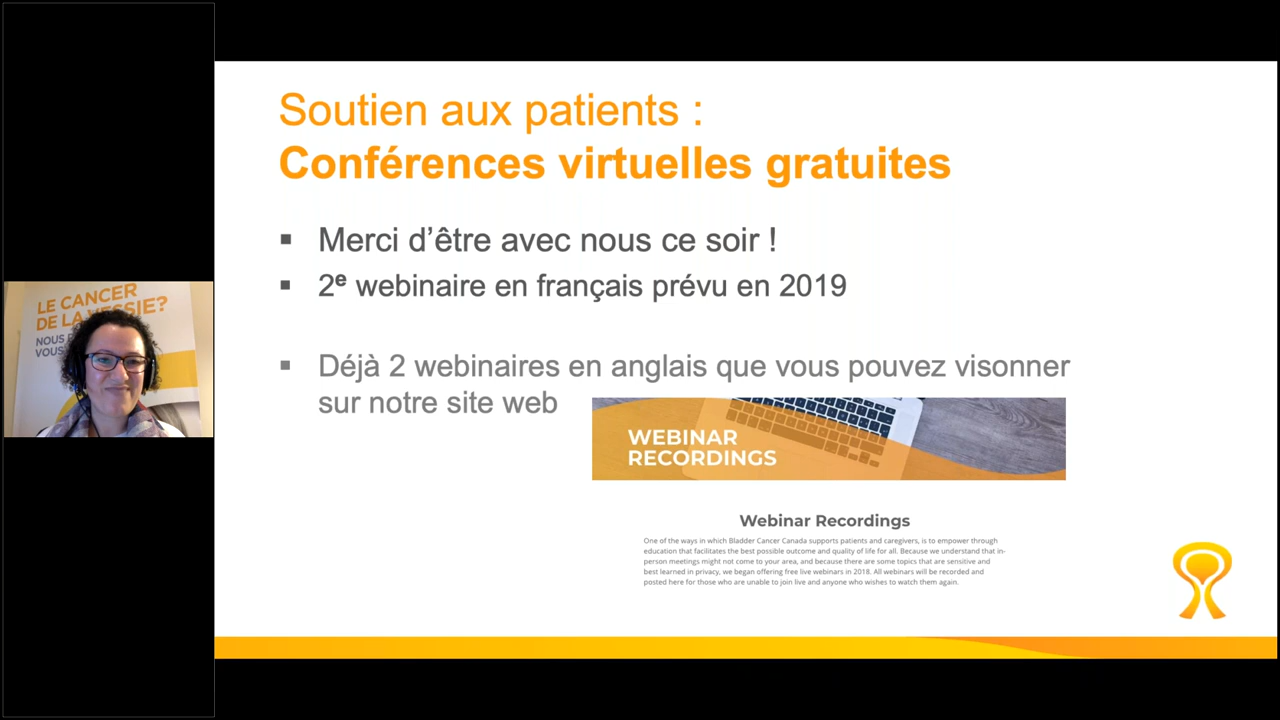 Soutien aux patients :
Conférences virtuelles gratuites
▪ Merci d’être avec nous ce soir !
▪ 2e webinaire en français prévu en 2019
▪ Déjà 2 webinaires en anglais que vous pouvez visonner
sur notre site web
WEBINAR
RECORDINGS
Webinar Recordings
One of the ways in which Bladder Cancer Canada supports patients and caregivers, is to empower through
education that facilitates the best possible outcome and quality of life for all. Because we understand that in-
person meetings might not come to your area, and because there are some topics that are sensitive and
best learned in privacy, we began offering free live webinars in 2018. All webinars will be recorded and
posted here for those who are unable to join live and anyone who wishes to watch them again.
LE CANCER
DE LA VESSIE?
NOUS
VOUS